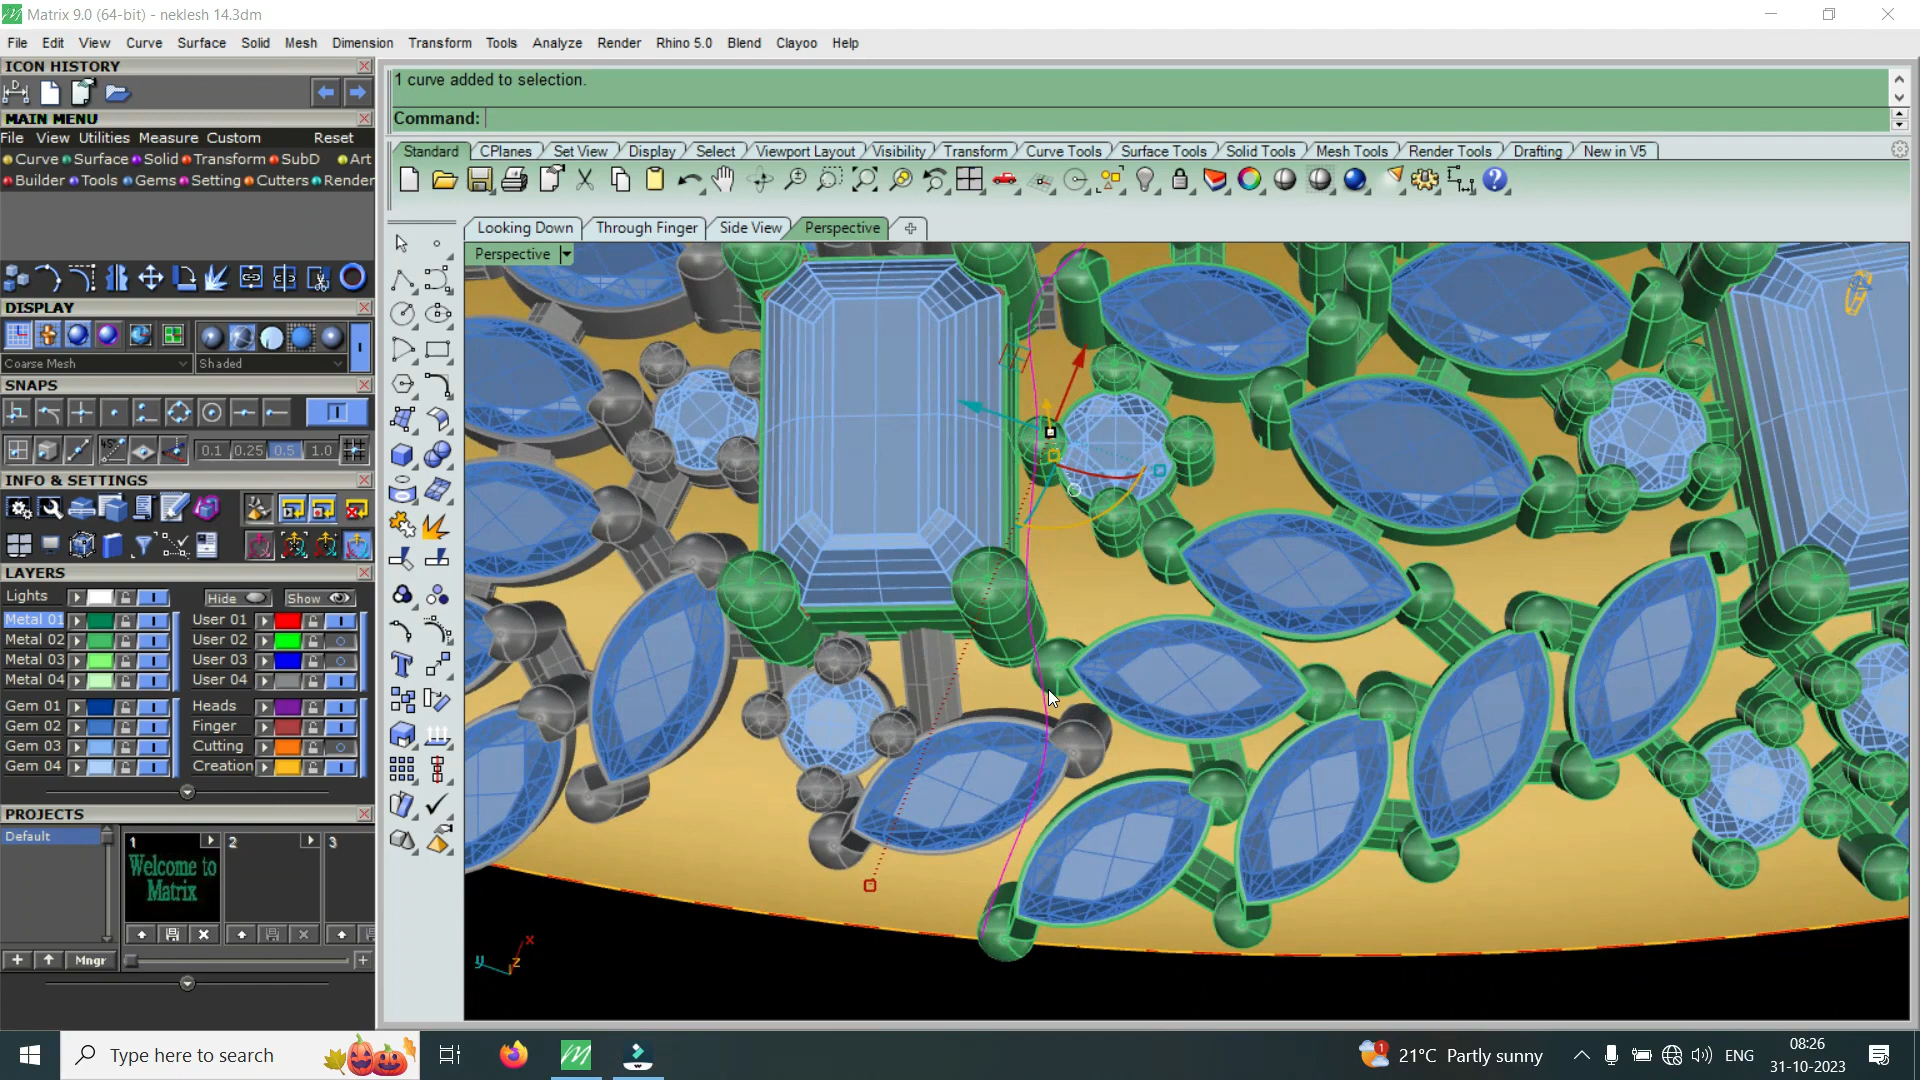 Matrix 9.0 (64-bit) - neklesh 14.3dm
File Edit View Curve Surface Solid Mesh Dimension Transform Tools Analyze Render Rhino 5.0 Blend Clayoo Help
ICON HISTORY
1 curve added to selection.
Command:
MAIN MENU
File View Utilities Measure Custom Reset
Curve Surface Solid Transform SubD Art
Builder Tools Gems Setting Cutters Render
Standard CPlanes Set View Display Select Viewport Layout Visibility Transform Curve Tools Surface Tools Solid Tools Mesh Tools Render Tools Drafting New in V5
Looking Down Through Finger Side View Perspective
Perspective
DISPLAY
Coarse Mesh Shaded
SNAPS
0.1 0.25 0.5 1.0
INFO & SETTINGS
LAYERS
Lights Hide Show
Metal 01 User 01
Metal 02 User 02
Metal 03 User 03
Metal 04 User 04
Gem 01 Heads
Gem 02 Finger
Gem 03 Cutting
Gem 04 Creation
PROJECTS
Default 1 2 3
Welcome to
Matrix
Mngr
x
y
z
Type here to search
1 21°C Partly sunny ENG 08:26
31-10-2023